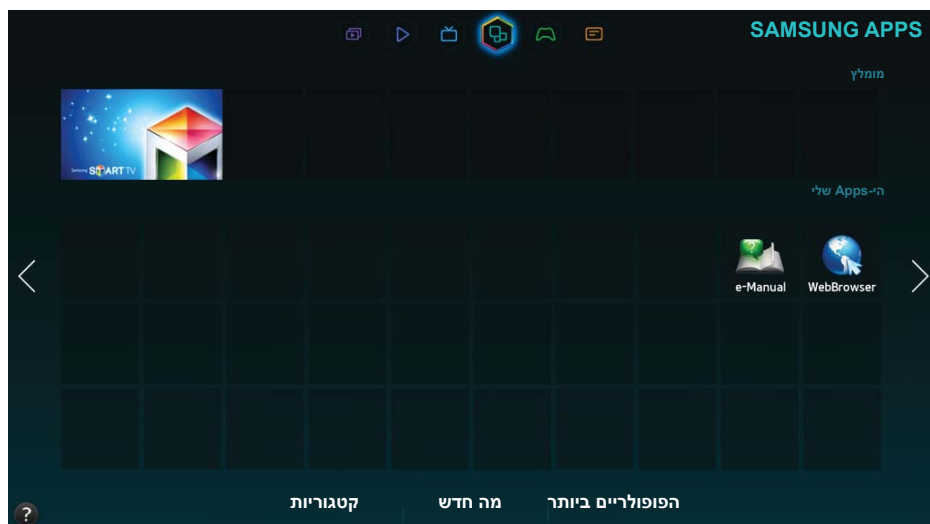 SAMSUNG APPS
מומלץ
Samsung SMART TV
ה-Apps שלי
WebBrowser
e-Manual
הפופולריים ביותר
מה חדש
קטגוריות
?